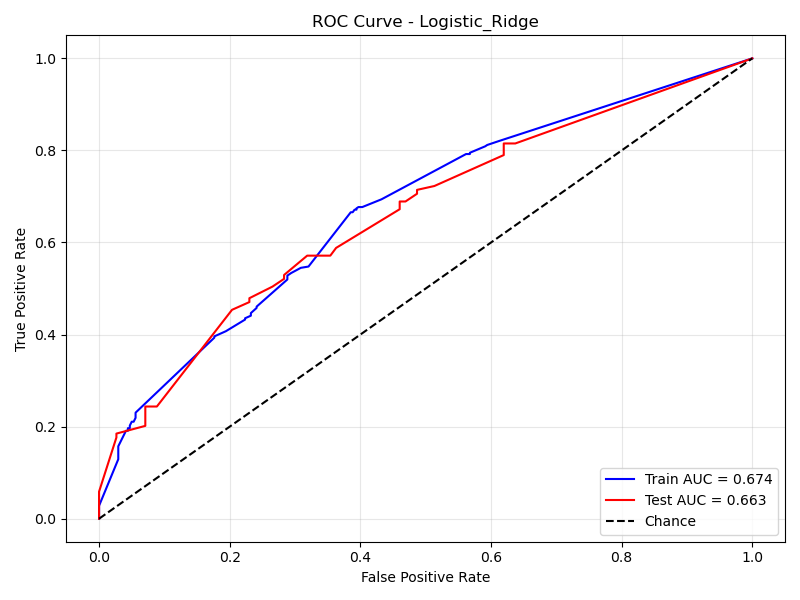 ROC Curve - Logistic_Ridge
True Positive Rate
1.0
0.8
0.6
0.4
0.2
0.0
Train AUC = 0.674
Test AUC = 0.663
Chance
0.0 0.2 0.4 0.6 0.8 1.0
False Positive Rate